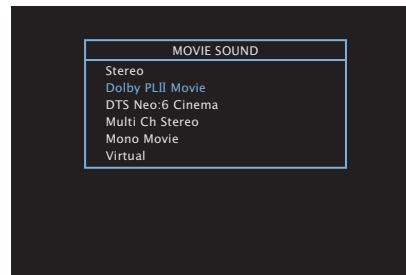 MOVIE SOUND
Stereo
Dolby PLII Movie
DTS Neo:6 Cinema
Multi Ch Stereo
Mono Movie
Virtual